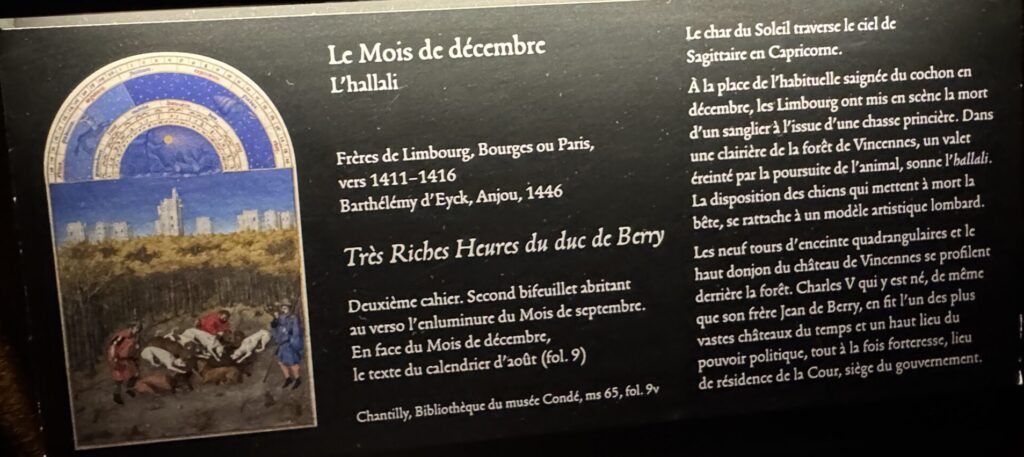 Le Mois de décembre
L'hallali
Frères de Limbourg, Bourges ou Paris,
vers 1411–1416
Barthélémy d'Eyck, Anjou, 1446
Très Riches Heures du duc de Berry
Deuxième cahier. Second bifeuillet abritant
au verso l'enluminure du Mois de septembre.
En face du Mois de décembre,
le texte du calendrier d'août (fol. 9)
Chantilly, Bibliothèque du musée Condé, ms 65, fol. 9v
Le char du Soleil traverse le ciel de
Sagittaire en Capricorne.
À la place de l'habituelle saignée du cochon en
décembre, les Limbourg ont mis en scène la mort
d'un sanglier à l'issue d'une chasse princière. Dans
une clairière de la forêt de Vincennes, un valet
éreinté par la poursuite de l'animal, sonne l'hallali.
La disposition des chiens qui mettent à mort la
bête, se rattache à un modèle artistique lombard.
Les neuf tours d'enceinte quadrangulaires et le
haut donjon du château de Vincennes se profilent
derrière la forêt. Charles V qui y est né, de même
que son frère Jean de Berry, en fit l'un des plus
vastes châteaux du temps et un haut lieu du
pouvoir politique, tout à la fois forteresse, lieu
de résidence de la Cour, siège du gouvernement.